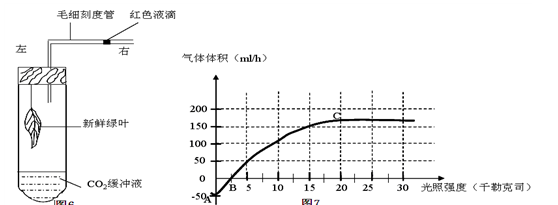 毛细刻度管
红色液滴
左
右
新鲜绿叶
CO2缓冲液
图6
气体体积（ml/h）
200
150
100
50
0
-50
A
B
C
5
10
15
20
25
30
光照强度（千勒克司）
图7